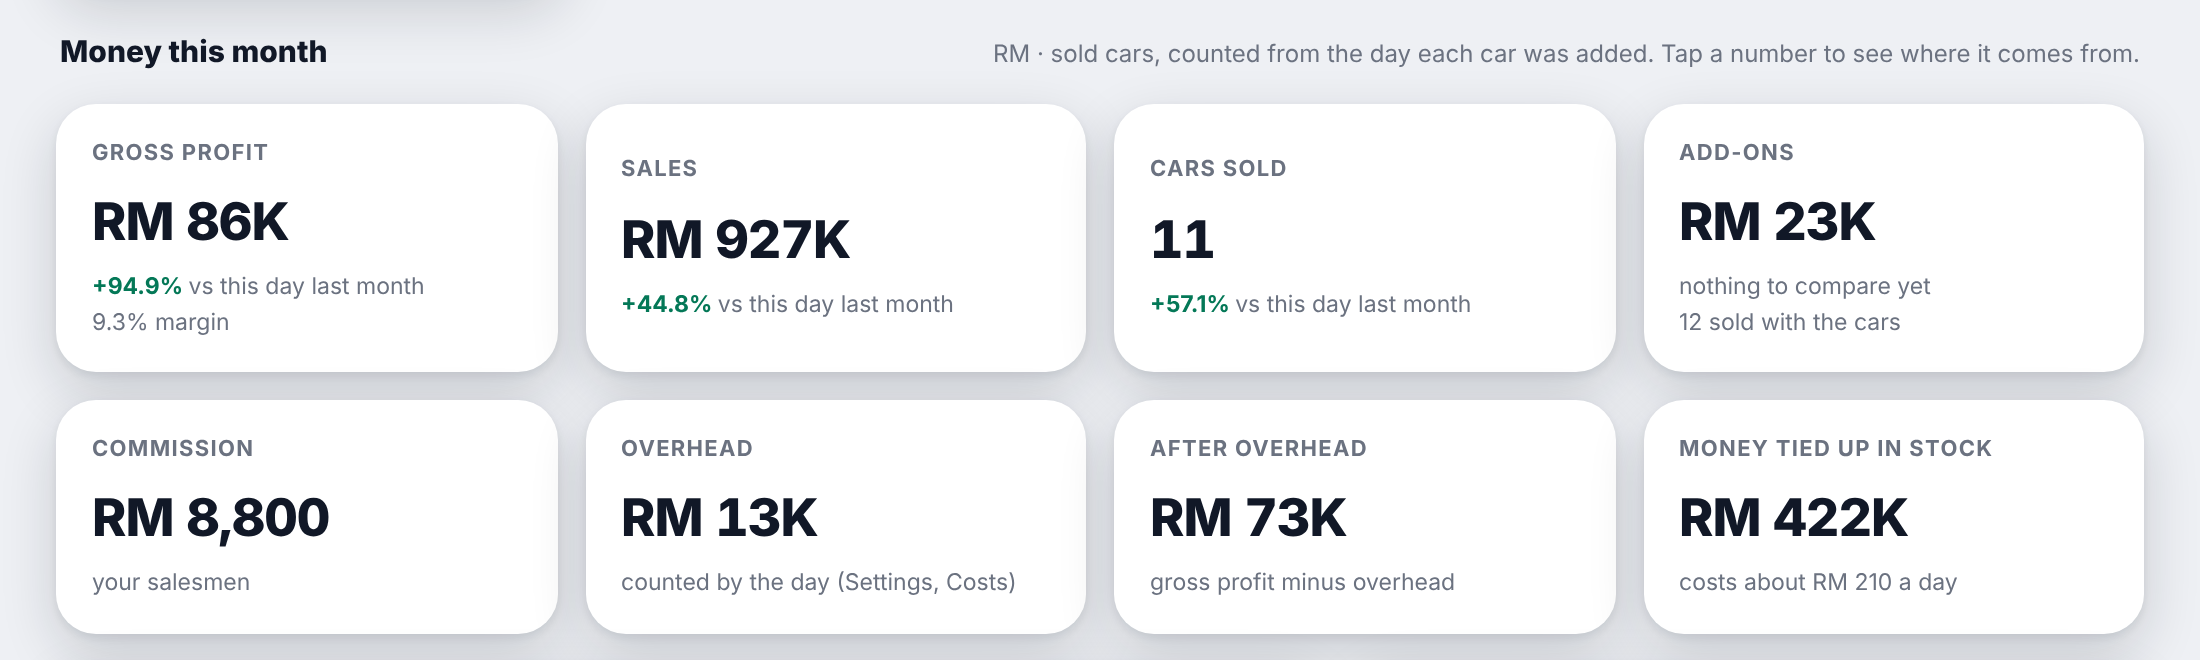 Money this month
RM · sold cars, counted from the day each car was added. Tap a number to see where it comes from.
GROSS PROFIT
RM 86K
+94.9% vs this day last month
9.3% margin
SALES
RM 927K
+44.8% vs this day last month
CARS SOLD
11
+57.1% vs this day last month
ADD-ONS
RM 23K
nothing to compare yet
12 sold with the cars
COMMISSION
RM 8,800
your salesmen
OVERHEAD
RM 13K
counted by the day (Settings, Costs)
AFTER OVERHEAD
RM 73K
gross profit minus overhead
MONEY TIED UP IN STOCK
RM 422K
costs about RM 210 a day